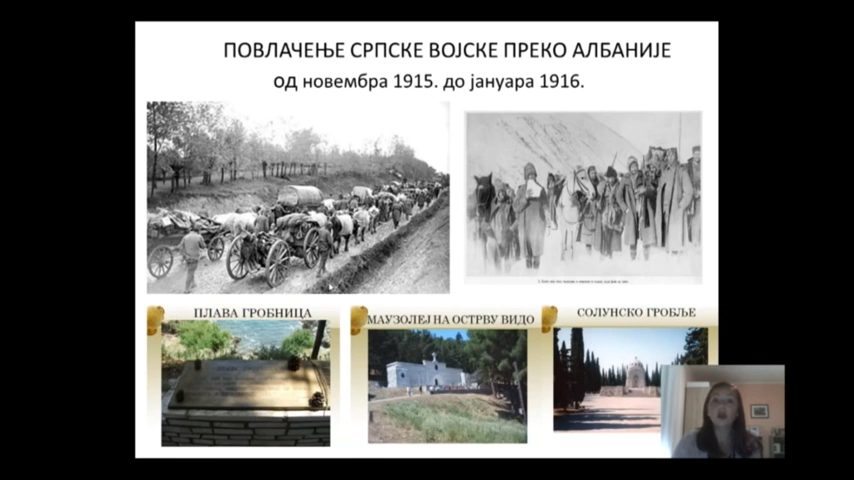 ПОВЛАЧЕЊЕ СРПСКЕ ВОЈСКЕ ПРЕКО АЛБАНИЈЕ
од новембра 1915. до јануара 1916.
ПЛАВА ГРОБНИЦА
МАУЗОЛЕЈ НА ОСТРВУ ВИДО
СОЛУНСКО ГРОБЉЕ